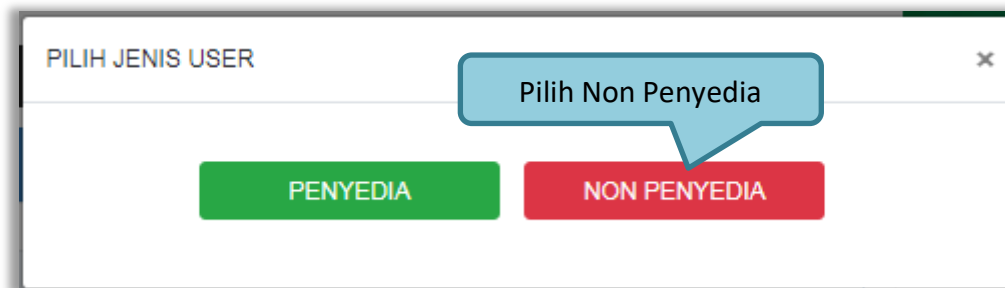 PILIH JENIS USER
×
Pilih Non Penyedia
PENYEDIA
NON PENYEDIA